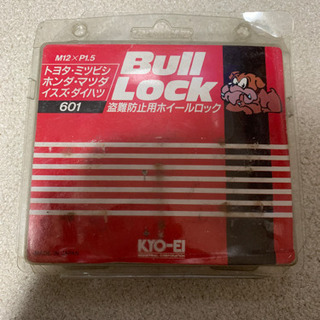 M12×P1.5
トヨタ・ミツビシ
ホンダ・マツダ
イスズ・ダイハツ
601
Bull
Lock
盗難防止用ホイールロック
KYO-EI
INDUSTRIAL CORPORATION